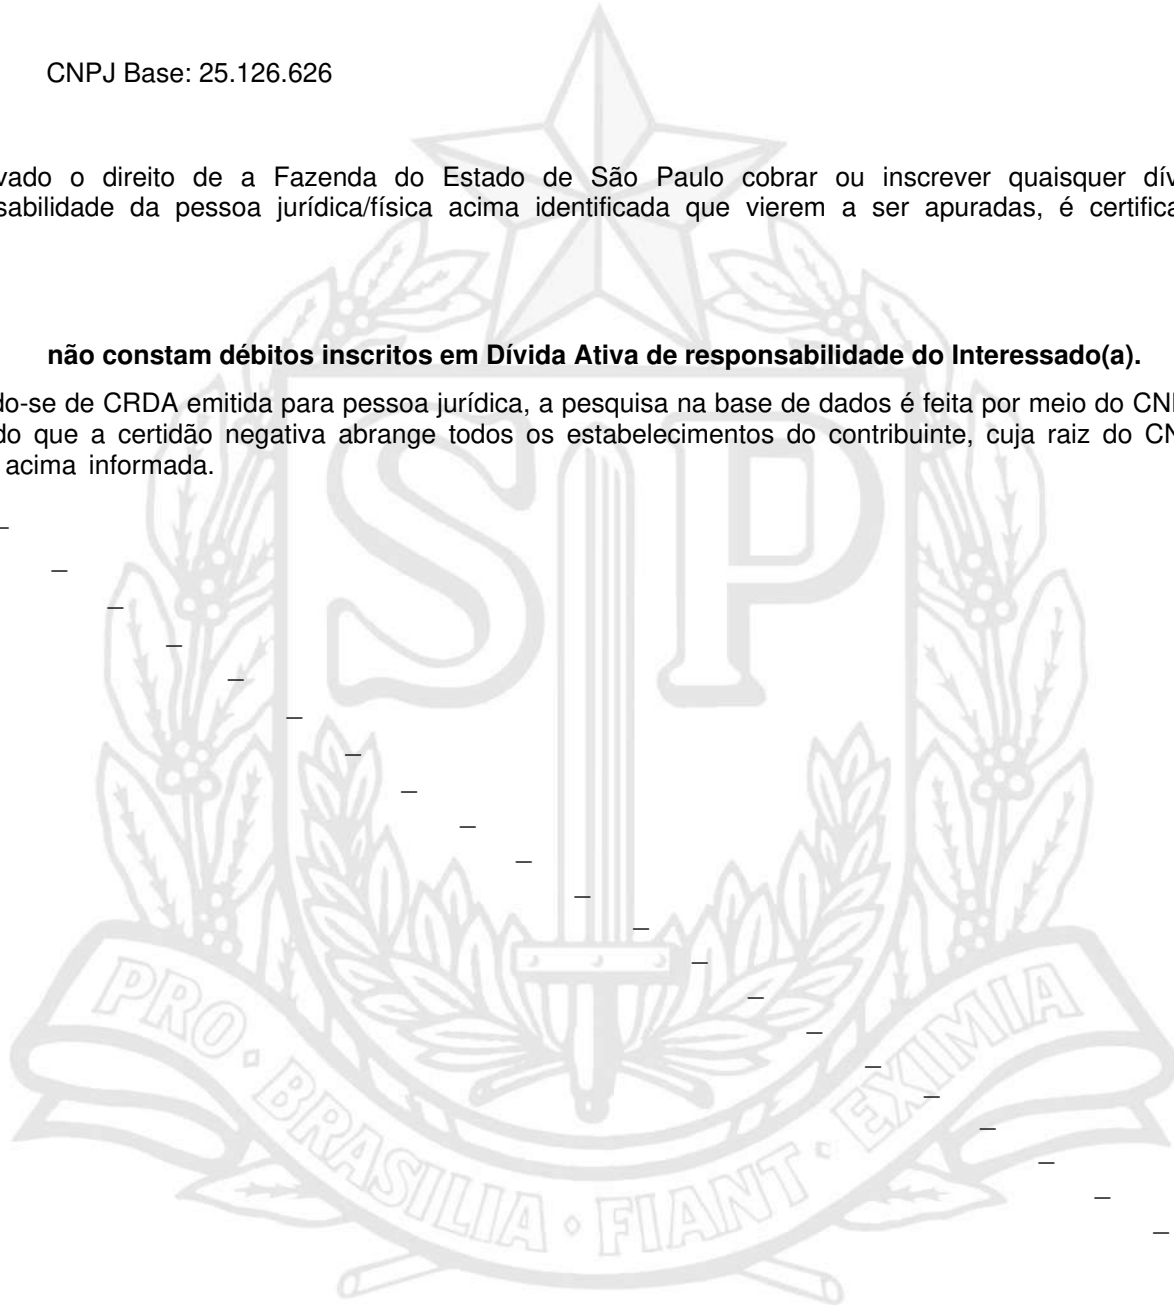 CNPJ Base: 25.126.626
vado o direito de a Fazenda do Estado de São Paulo cobrar ou inscrever quaisquer dív
sabilidade da pessoa jurídica/física acima identificada que vierem a ser apuradas, é certifica
não constam débitos inscritos em Dívida Ativa de responsabilidade do Interessado(a).
do-se de CRDA emitida para pessoa jurídica, a pesquisa na base de dados é feita por meio do CN
do que a certidão negativa abrange todos os estabelecimentos do contribuinte, cuja raiz do CN
acima informada.
SP
PRO · BRASILIA · FIANT · EXIMIA